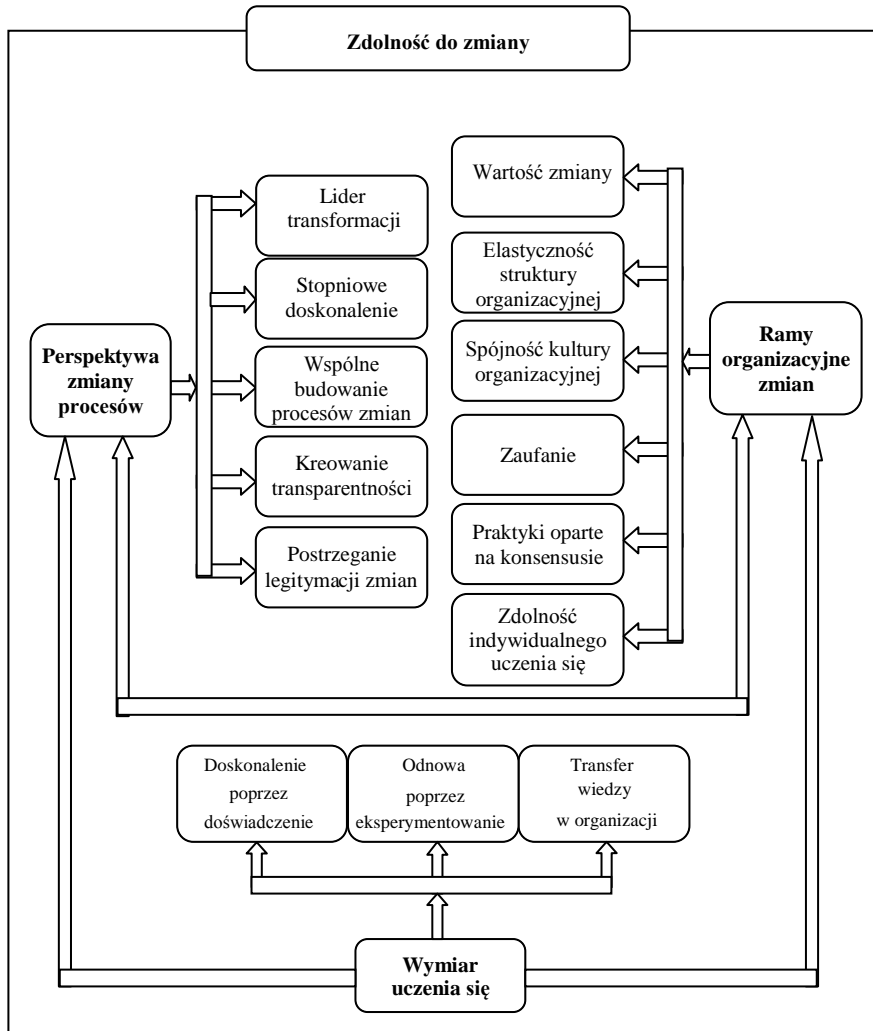 Zdolność do zmiany
Lider
transformacji
Stopniowe
doskonalenie
Wspólne
budowanie
procesów zmian
Kreowanie
transparentności
Postrzeganie
legitymacji zmian
Perspektywa
zmiany
procesów
Wartość zmiany
Elastyczność
struktury
organizacyjnej
Spójność kultury
organizacyjnej
Zaufanie
Praktyki oparte
na konsensusie
Zdolność
indywidualnego
uczenia się
Ramy
organizacyjne
zmian
Doskonalenie
poprzez
doświadczenie
Odnowa
poprzez
eksperymentowanie
Transfer
wiedzy
w organizacji
Wymiar
uczenia się